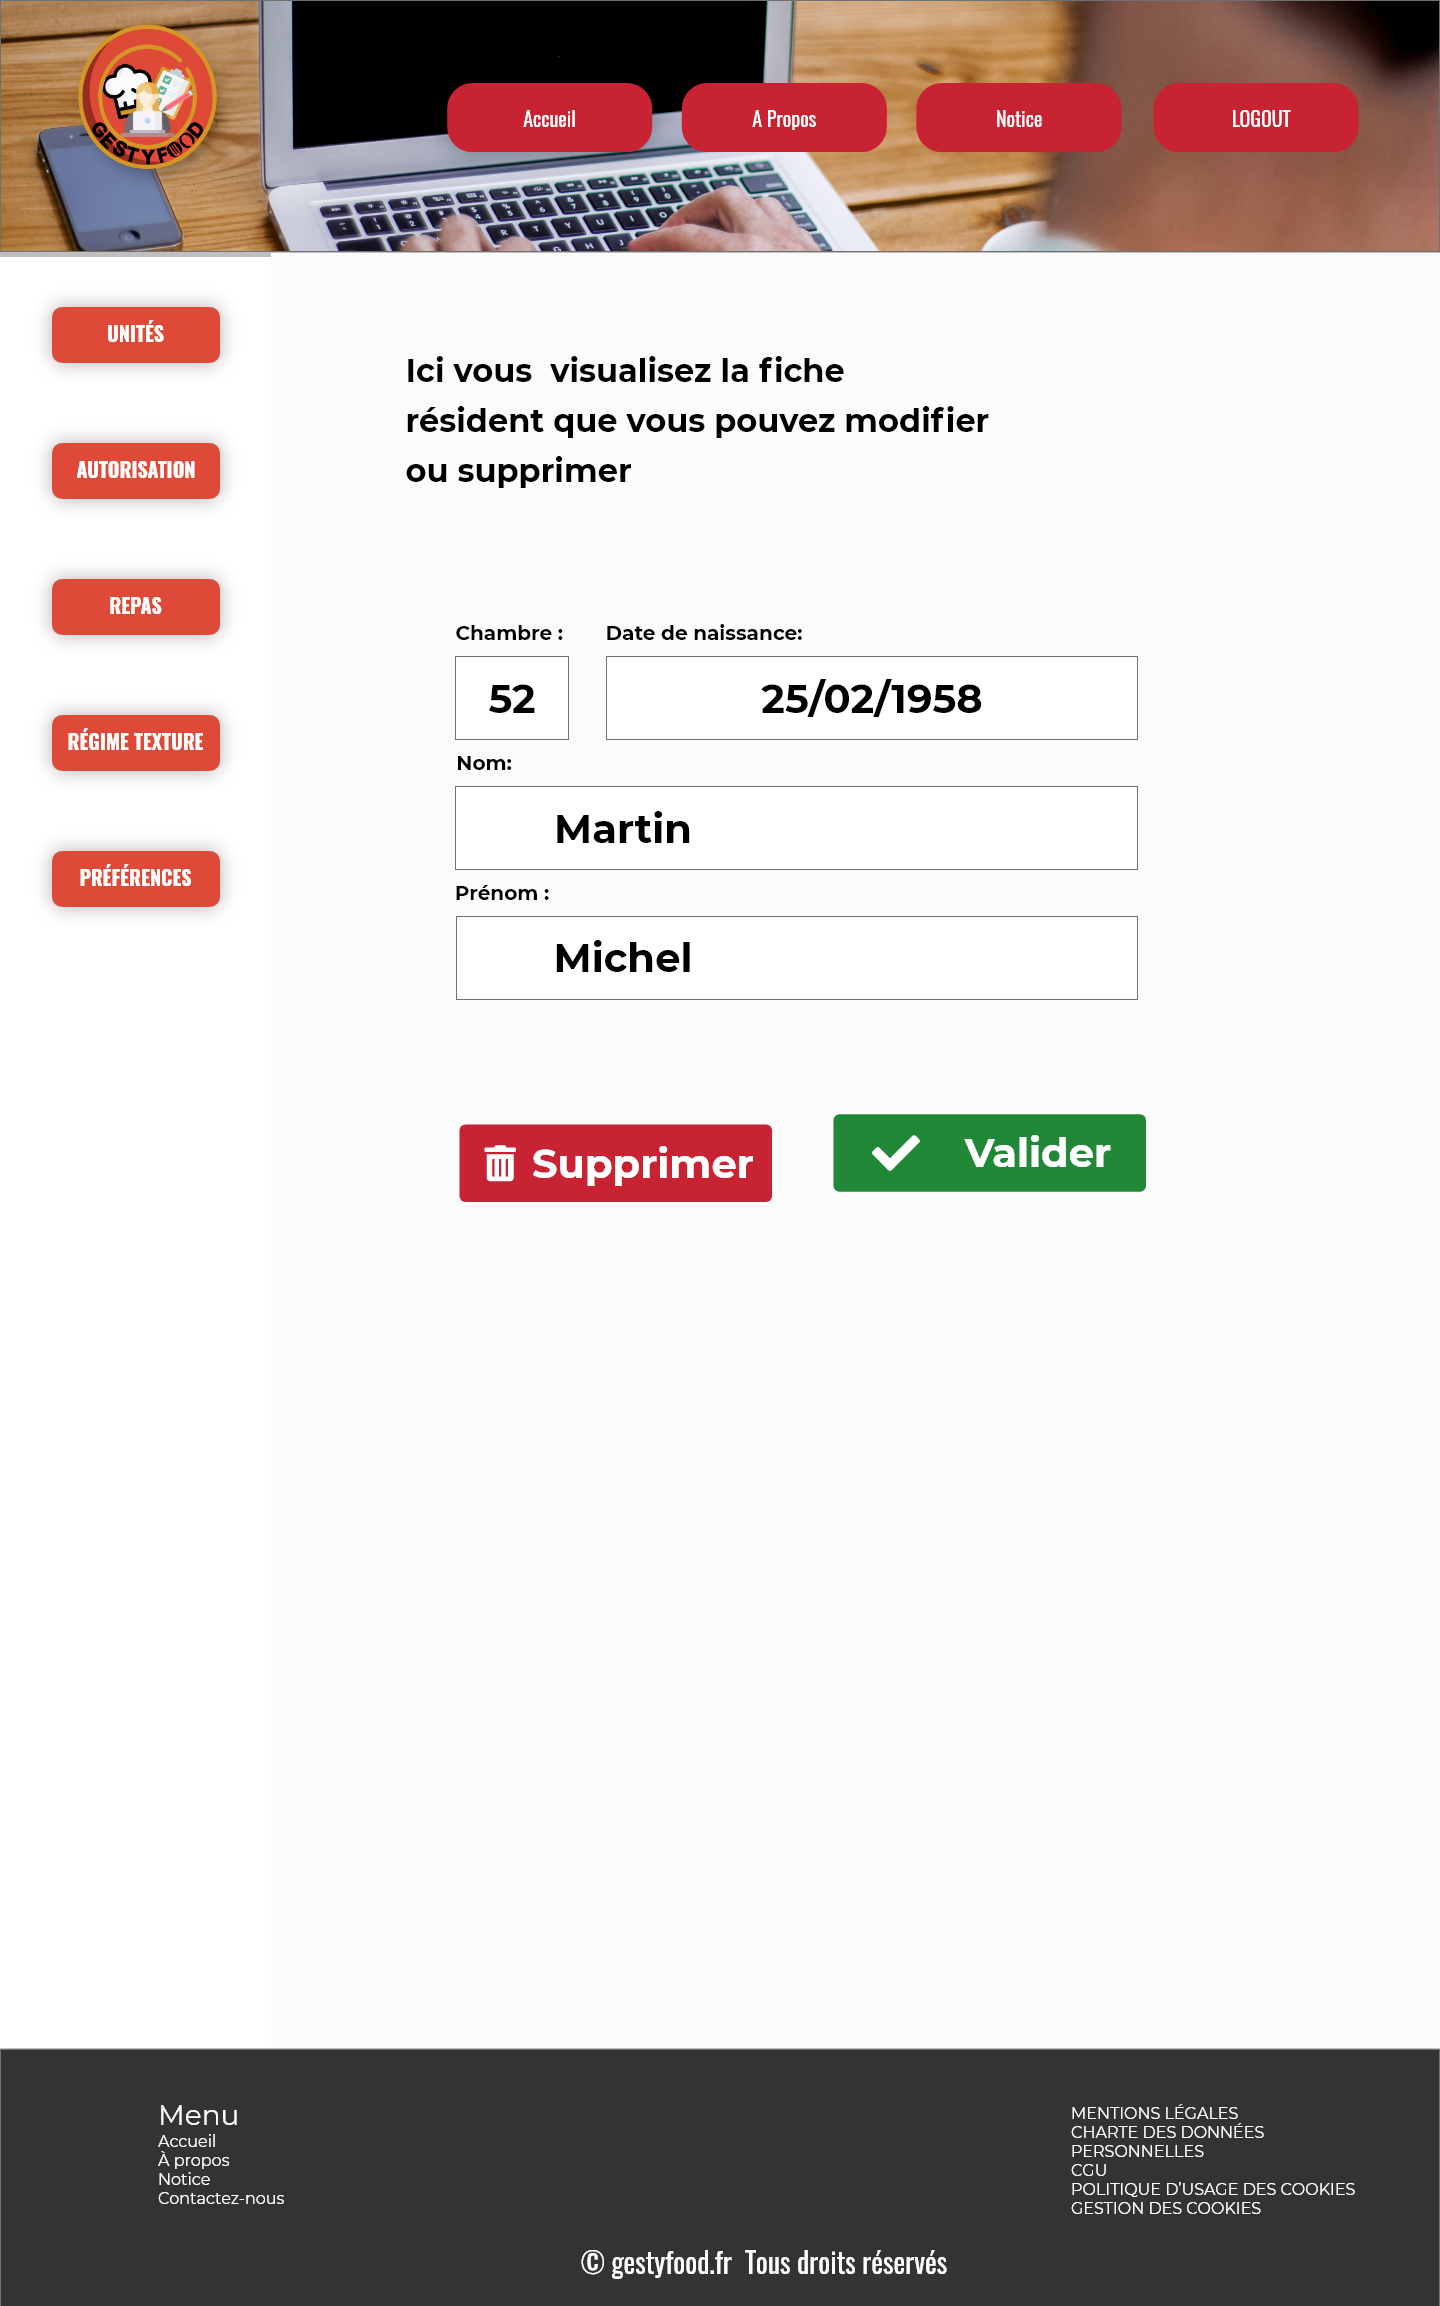 GESTYFOOD
Accueil
A Propos
Notice
LOGOUT
UNITÉS
AUTORISATION
REPAS
RÉGIME TEXTURE
PRÉFÉRENCES
Ici vous  visualisez la fiche
résident que vous pouvez modifier
ou supprimer
Chambre :
Date de naissance:
52
25/02/1958
Nom:
Martin
Prénom :
Michel
Supprimer
Valider
Menu
Accueil
À propos
Notice
Contactez-nous
MENTIONS LÉGALES
CHARTE DES DONNÉES
PERSONNELLES
CGU
POLITIQUE D’USAGE DES COOKIES
GESTION DES COOKIES
© gestyfood.fr  Tous droits réservés